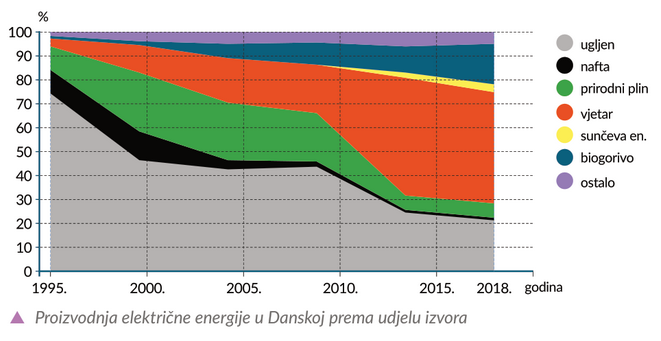 %
100
90
80
70
60
50
40
30
20
10
0
1995. 2000. 2005. 2010. 2015. 2018. godina
ugljen
nafta
prirodni plin
vjetar
sunčeva en.
biogorivo
ostalo
Proizvodnja električne energije u Danskoj prema udjelu izvora